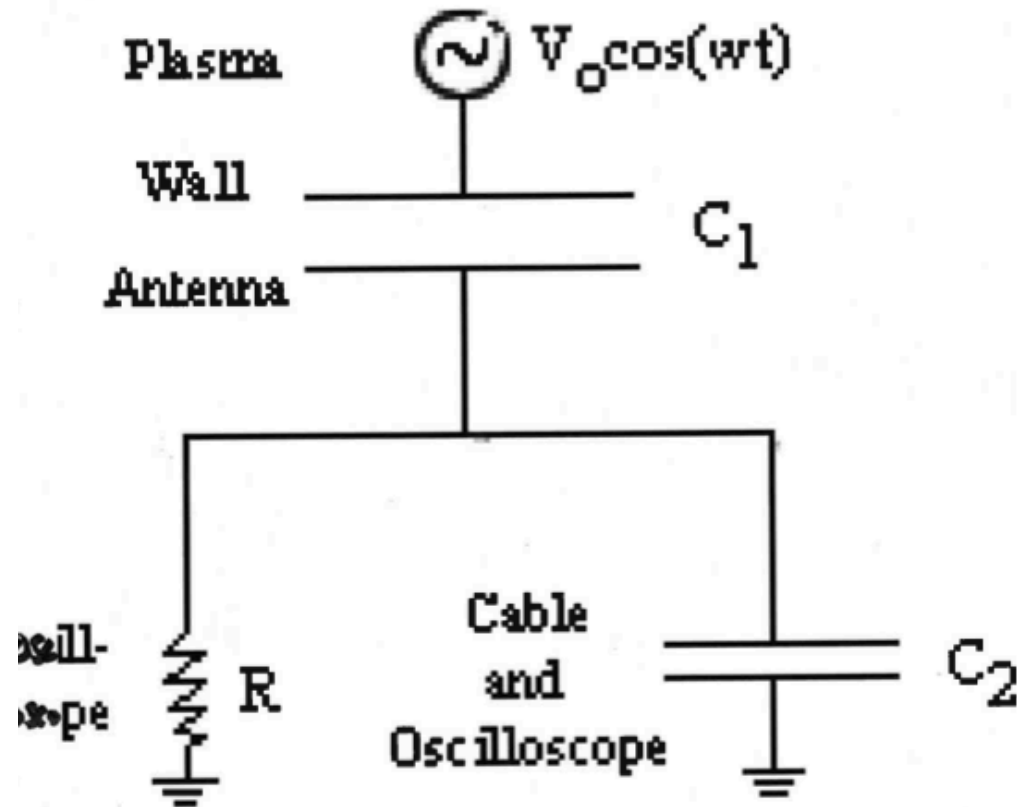 Plasma
V₀cos(wt)
Wall
C₁
Antenna
Cable
and
Oscilloscope
R
C₂